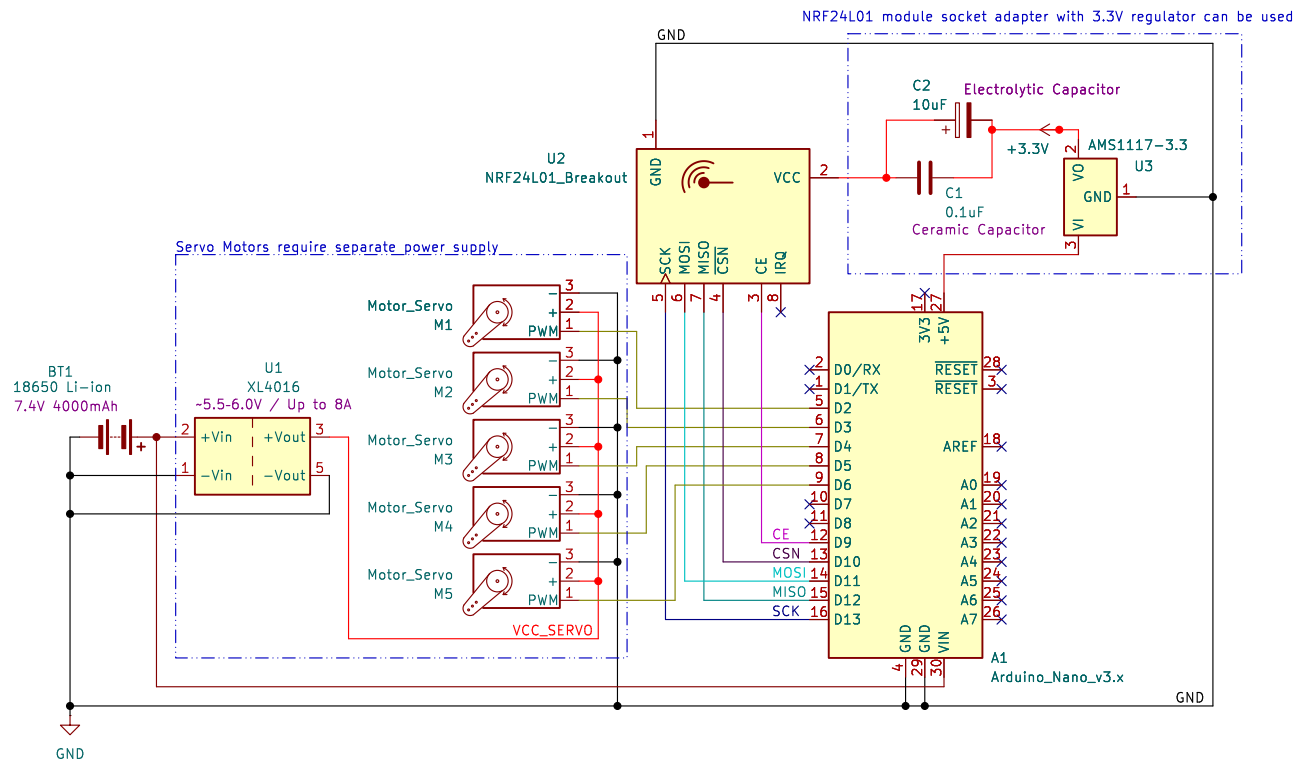 NRF24L01 module socket adapter with 3.3V regulator can be used
GND
C2
10uF
Electrolytic Capacitor
+
+3.3V
AMS1117-3.3
U3
2
VO
GND
1
VI
3
C1
0.1uF
Ceramic Capacitor
U2
NRF24L01_Breakout
1
GND
VCC
2
SCK
MOSI
MISO
CSN
CE
IRQ
5
6
7
4
3
8
Servo Motors require separate power supply
Motor_Servo
M1
−
+
PWM
3
2
1
Motor_Servo
M2
−
+
PWM
3
2
1
Motor_Servo
M3
−
+
PWM
3
2
1
Motor_Servo
M4
−
+
PWM
3
2
1
Motor_Servo
M5
−
+
PWM
3
2
1
VCC_SERVO
BT1
18650 Li-ion
7.4V 4000mAh
+
U1
XL4016
~5.5-6.0V / Up to 8A
2
+Vin
+Vout
3
1
−Vin
−Vout
5
17
27
3V3
+5V
2
D0/RX
RESET
28
1
D1/TX
RESET
3
5
D2
6
D3
7
D4
AREF
18
8
D5
9
D6
A0
19
10
D7
A1
20
11
D8
A2
21
CE
12
D9
A3
22
CSN
13
D10
A4
23
MOSI
14
D11
A5
24
MISO
15
D12
A6
25
SCK
16
D13
A7
26
GND
GND
VIN
4
29
30
A1
Arduino_Nano_v3.x
GND
GND